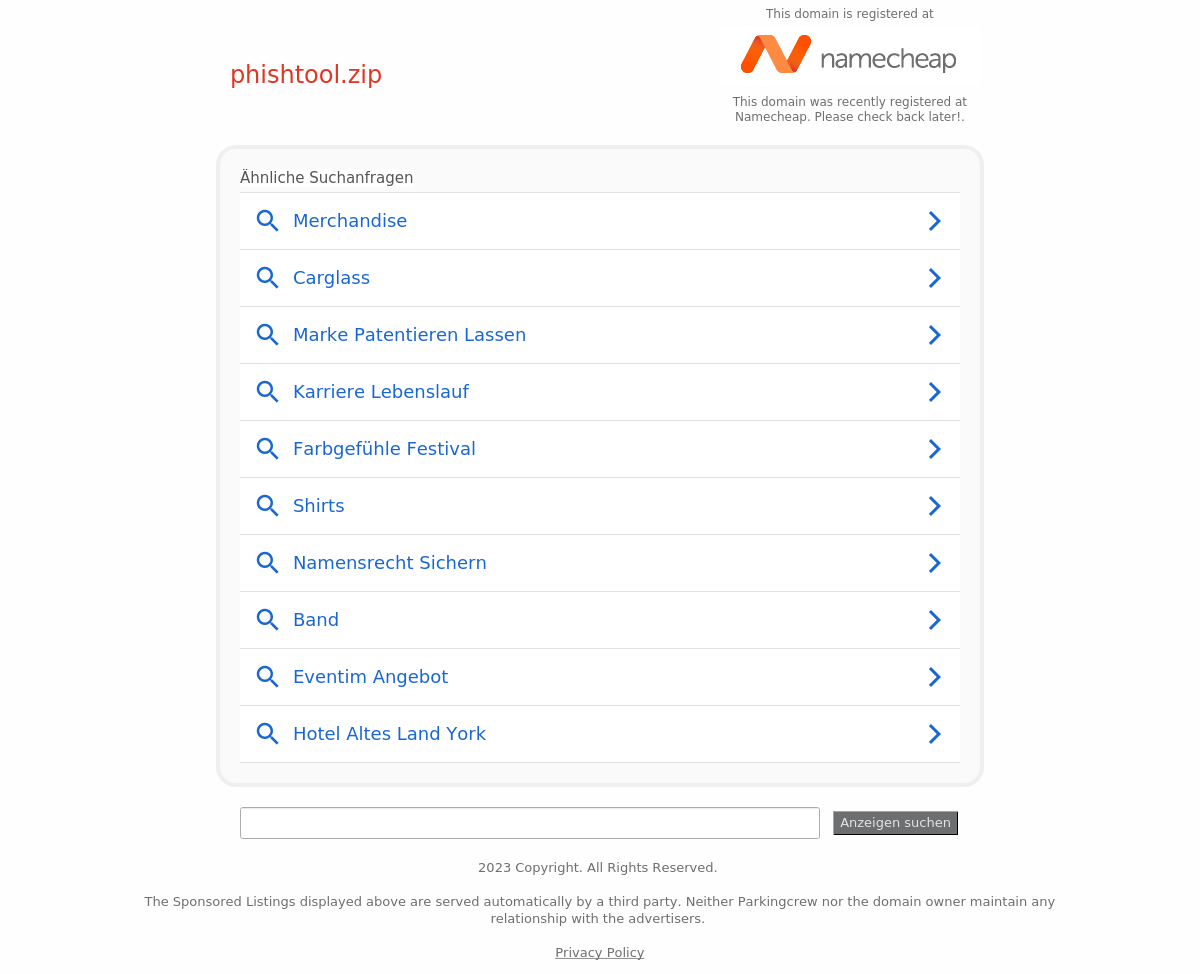 This domain is registered at
namecheap
phishtool.zip
This domain was recently registered at
Namecheap. Please check back later!.
Ähnliche Suchanfragen
Merchandise
Carglass
Marke Patentieren Lassen
Karriere Lebenslauf
Farbgefühle Festival
Shirts
Namensrecht Sichern
Band
Eventim Angebot
Hotel Altes Land York
Anzeigen suchen
2023 Copyright. All Rights Reserved.
The Sponsored Listings displayed above are served automatically by a third party. Neither Parkingcrew nor the domain owner maintain any
relationship with the advertisers.
Privacy Policy